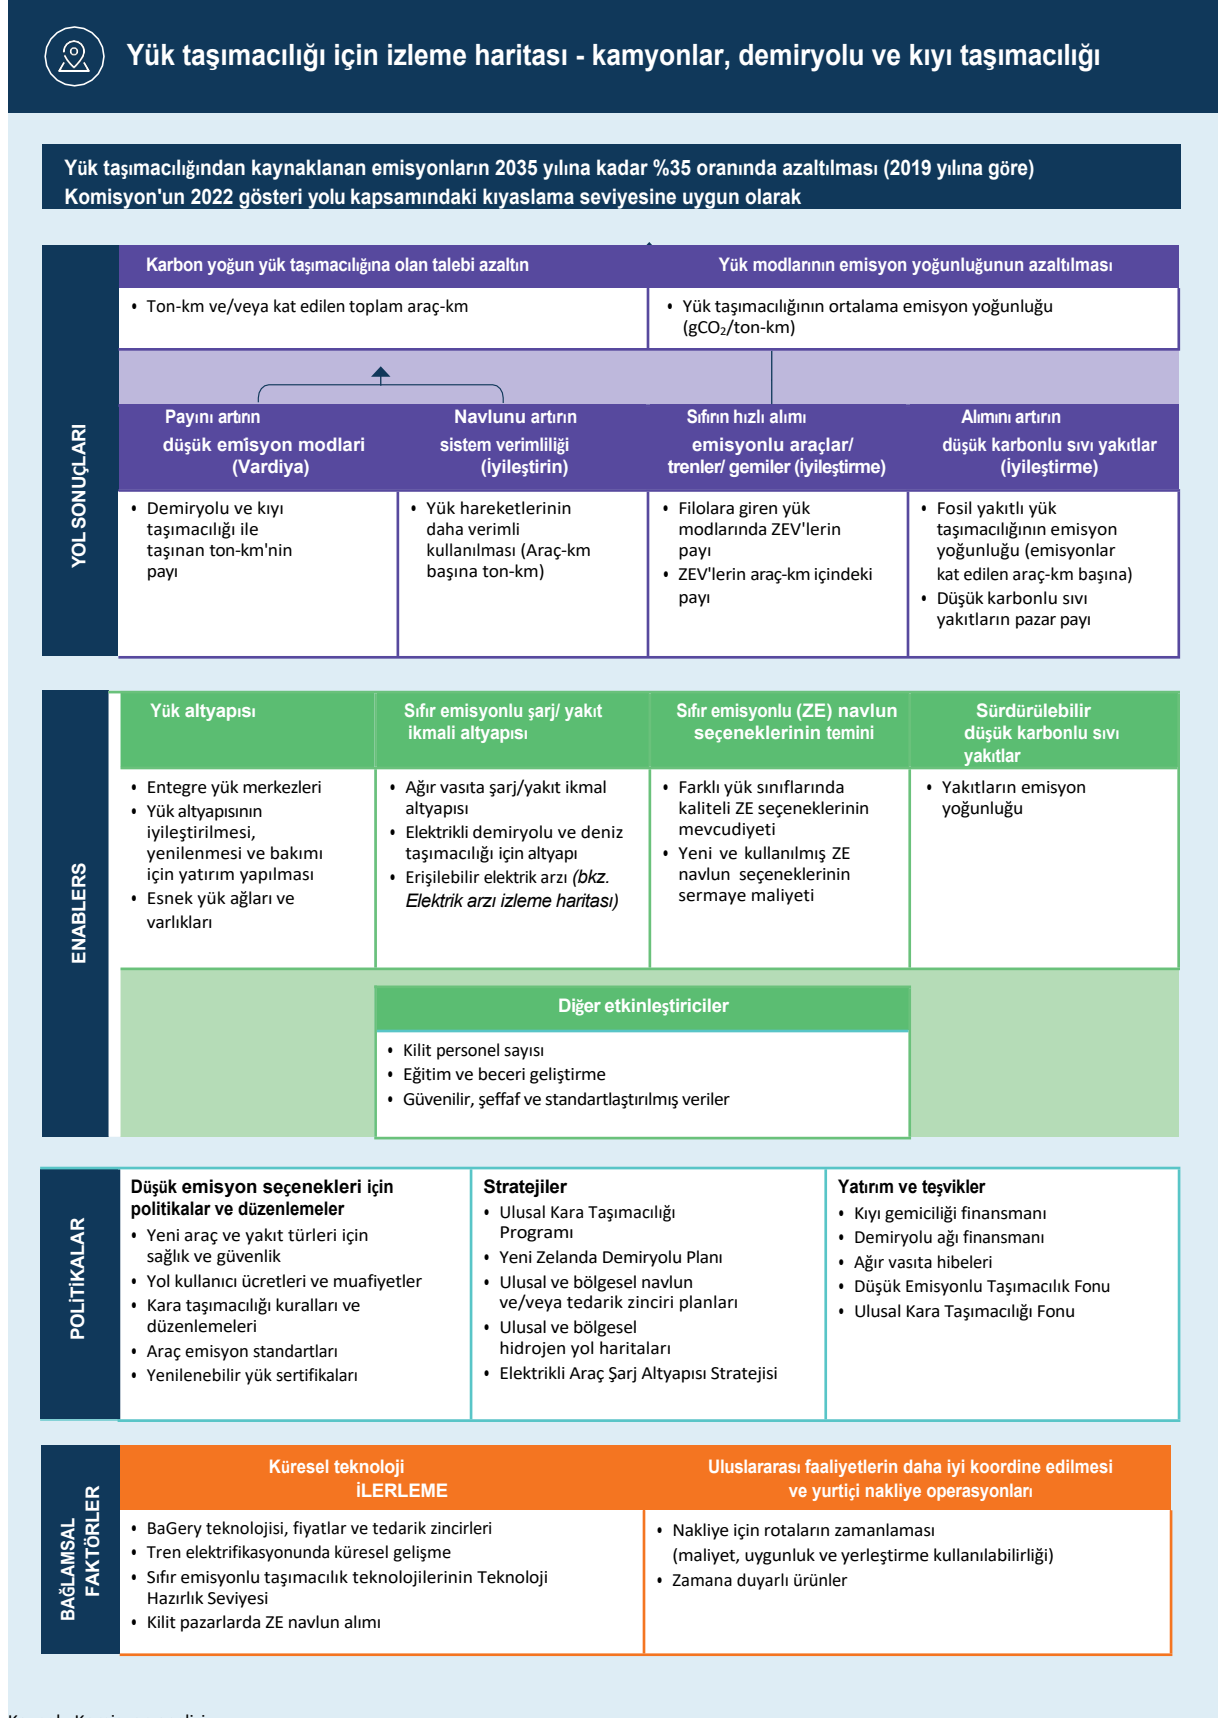 Yük taşımacılığı için izleme haritası - kamyonlar, demiryolu ve kıyı taşımacılığı
Yük taşımacılığından kaynaklanan emisyonların 2035 yılına kadar %35 oranında azaltılması (2019 yılına göre)
Komisyon'un 2022 gösteri yolu kapsamındaki kıyaslama seviyesine uygun olarak
YOL SONUÇLARI
Karbon yoğun yük taşımacılığına olan talebi azaltın
• Ton-km ve/veya kat edilen toplam araç-km
Yük modlarının emisyon yoğunluğunun azaltılması
• Yük taşımacılığının ortalama emisyon yoğunluğu
(gCO₂/ton-km)
Payını artırın
düşük emisyon modlari
(Vardiya)
• Demiryolu ve kıyı
taşımacılığı ile
taşınan ton-km'nin
payı
Navlunu artırın
sistem verimliliği
(İyileştirin)
• Yük hareketlerinin
daha verimli
kullanılması (Araç-km
başına ton-km)
Sıfırın hızlı alımı
emisyonlu araçlar/
trenler/ gemiler (İyileştirme)
• Filolara giren yük
modlarında ZEV'lerin
payı
• ZEV'lerin araç-km içindeki
payı
Alımını artırın
düşük karbonlu sıvı yakıtlar
(İyileştirme)
• Fosil yakıtlı yük
taşımacılığının emisyon
yoğunluğu (emisyonlar
kat edilen araç-km başına)
• Düşük karbonlu sıvı
yakıtların pazar payı
ENABLERS
Yük altyapısı
• Entegre yük merkezleri
• Yük altyapısının
iyileştirilmesi,
yenilenmesi ve bakımı
için yatırım yapılması
• Esnek yük ağları ve
varlıkları
Sıfır emisyonlu şarj/ yakıt
ikmali altyapısı
• Ağır vasıta şarj/yakıt ikmal
altyapısı
• Elektrikli demiryolu ve deniz
taşımacılığı için altyapı
• Erişilebilir elektrik arzı (bkz.
Elektrik arzı izleme haritası)
Sıfır emisyonlu (ZE) navlun
seçeneklerinin temini
• Farklı yük sınıflarında
kaliteli ZE seçeneklerinin
mevcudiyeti
• Yeni ve kullanılmış ZE
navlun seçeneklerinin
sermaye maliyeti
Sürdürülebilir
düşük karbonlu sıvı
yakıtlar
• Yakıtların emisyon
yoğunluğu
Diğer etkinleştiriciler
• Kilit personel sayısı
• Eğitim ve beceri geliştirme
• Güvenilir, şeffaf ve standartlaştırılmış veriler
POLİTİKALAR
Düşük emisyon seçenekleri için
politikalar ve düzenlemeler
• Yeni araç ve yakıt türleri için
sağlık ve güvenlik
• Yol kullanıcı ücretleri ve muafiyetler
• Kara taşımacılığı kuralları ve
düzenlemeleri
• Araç emisyon standartları
• Yenilenebilir yük sertifikaları
Stratejiler
• Ulusal Kara Taşımacılığı
Programı
• Yeni Zelanda Demiryolu Planı
• Ulusal ve bölgesel navlun
ve/veya tedarik zinciri planları
• Ulusal ve bölgesel
hidrojen yol haritaları
• Elektrikli Araç Şarj Altyapısı Stratejisi
Yatırım ve teşvikler
• Kıyı gemiciliği finansmanı
• Demiryolu ağı finansmanı
• Ağır vasıta hibeleri
• Düşük Emisyonlu Taşımacılık Fonu
• Ulusal Kara Taşımacılığı Fonu
BAĞLAMSAL
FAKTÖRLER
Küresel teknoloji
iLERLEME
• BaGery teknolojisi, fiyatlar ve tedarik zincirleri
• Tren elektrifikasyonunda küresel gelişme
• Sıfır emisyonlu taşımacılık teknolojilerinin Teknoloji
Hazırlık Seviyesi
• Kilit pazarlarda ZE navlun alımı
Uluslararası faaliyetlerin daha iyi koordine edilmesi
ve yurtiçi nakliye operasyonları
• Nakliye için rotaların zamanlaması
(maliyet, uygunluk ve yerleştirme kullanılabilirliği)
• Zamana duyarlı ürünler